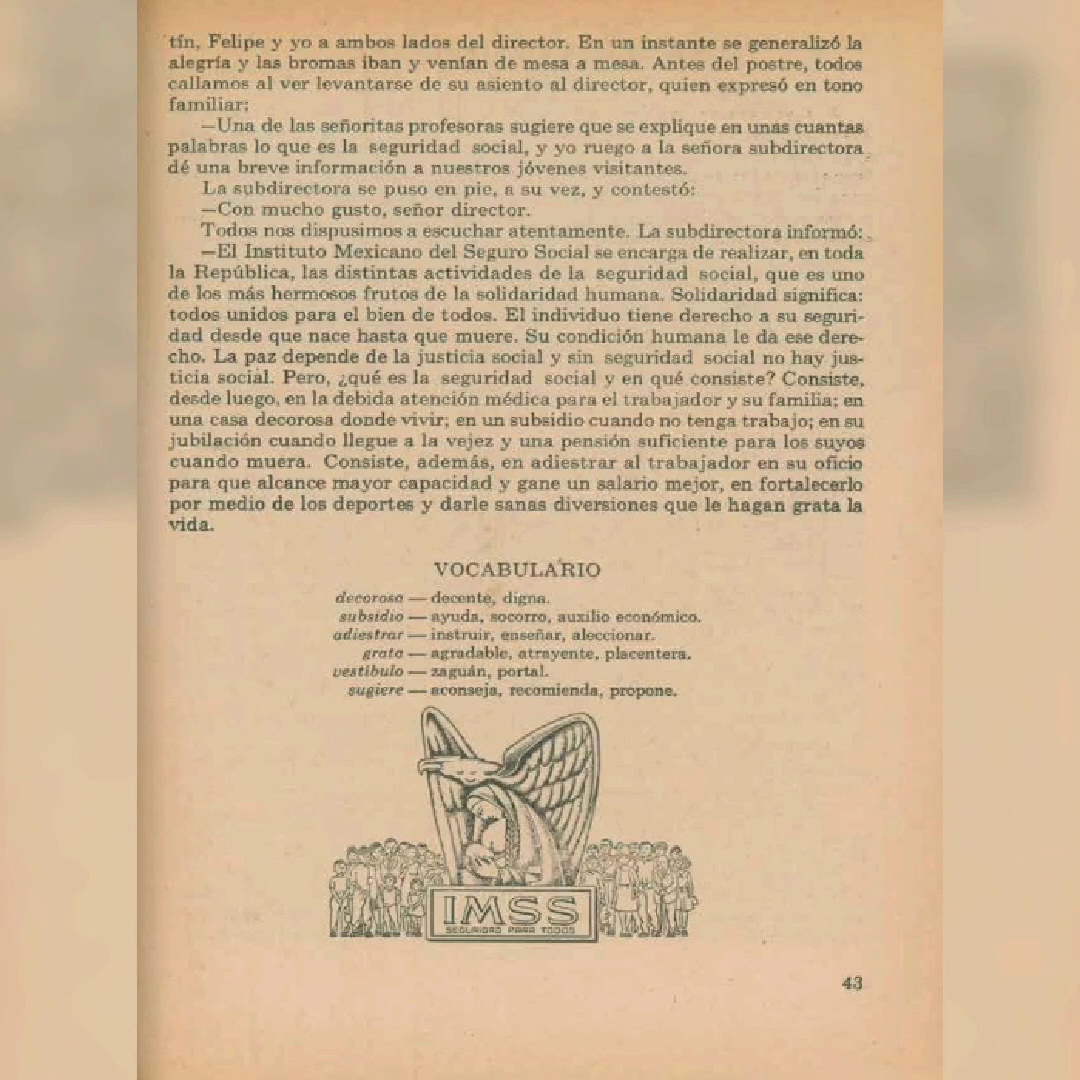 tín, Felipe y yo a ambos lados del director. En un instante se generalizó la
alegría y las bromas iban y venían de mesa a mesa. Antes del postre, todos
callamos al ver levantarse de su asiento al director, quien expresó en tono
familiar:
—Una de las señoritas profesoras sugiere que se explique en unas cuantas
palabras lo que es la seguridad social, y yo ruego a la señora subdirectora
dé una breve información a nuestros jóvenes visitantes.
La subdirectora se puso en pie, a su vez, y contestó:
—Con mucho gusto, señor director.
Todos nos dispusimos a escuchar atentamente. La subdirectora informó:
—El Instituto Mexicano del Seguro Social se encarga de realizar, en toda
la República, las distintas actividades de la seguridad social, que es uno
de los más hermosos frutos de la solidaridad humana. Solidaridad significa:
todos unidos para el bien de todos. El individuo tiene derecho a su seguri-
dad desde que nace hasta que muere. Su condición humana le da ese dere-
cho. La paz depende de la justicia social y sin seguridad social no hay jus-
ticia social. Pero, ¿qué es la seguridad social y en qué consiste? Consiste,
desde luego, en la debida atención médica para el trabajador y su familia; en
una casa decorosa donde vivir; en un subsidio cuando no tenga trabajo; en su
jubilación cuando llegue a la vejez y una pensión suficiente para los suyos
cuando muera. Consiste, además, en adiestrar al trabajador en su oficio
para que alcance mayor capacidad y gane un salario mejor, en fortalecerlo
por medio de los deportes y darle sanas diversiones que le hagan grata la
vida.
VOCABULARIO
decorosa — decente, digna.
subsidio — ayuda, socorro, auxilio económico.
adiestrar — instruir, enseñar, aleccionar.
grata — agradable, atrayente, placentera.
vestíbulo — zaguán, portal.
sugiere — aconseja, recomienda, propone.
IMSS
SEGURIDAD PARA TODOS
43